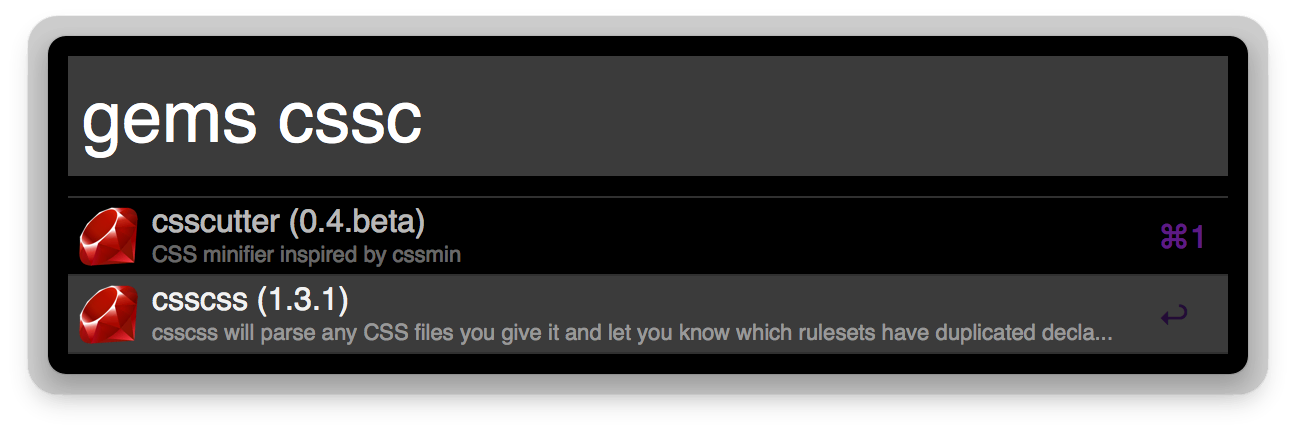 gems cssc
csscutter (0.4.beta)
CSS minifier inspired by cssmin
⌘1
csscss (1.3.1)
csscss will parse any CSS files you give it and let you know which rulesets have duplicated decla...
↩